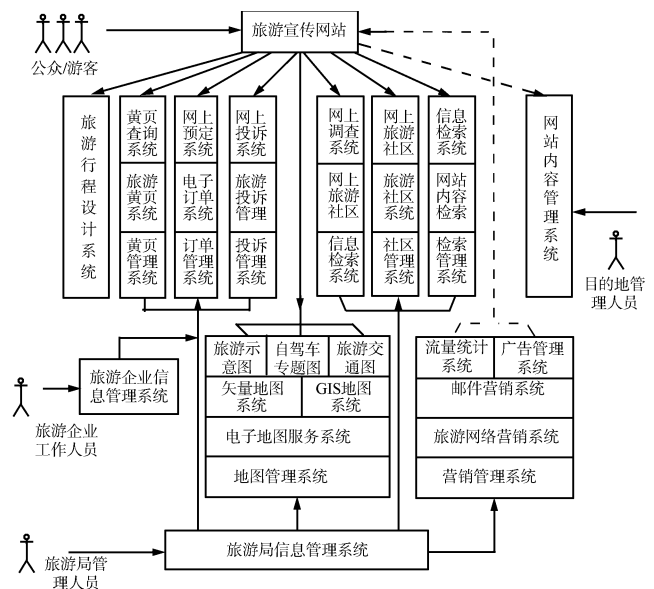 旅游宣传网站
公众/游客
旅
游
行
程
设
计
系
统
黄页
查询
系统
旅游
黄页
系统
黄页
管理
系统
网上
预定
系统
电子
订单
系统
订单
管理
系统
网上
投诉
系统
旅游
投诉
管理
投诉
管理
系统
网上
调查
系统
网上
旅游
社区
信息
检索
系统
网上
旅游
社区
旅游
社区
系统
社区
管理
系统
信息
检索
系统
网站
内容
检索
检索
管理
系统
网
站
内
容
管
理
系
统
目的地管
理人员
旅游企业信
息管理系统
旅游企业
工作人员
旅游示
意图
自驾车
专题图
旅游交
通图
矢量地图
系统
GIS地图
系统
电子地图服务系统
地图管理系统
流量统计
系统
广告管理
系统
邮件营销系统
旅游网络营销系统
营销管理系统
旅游局信息管理系统
旅游局管
理人员